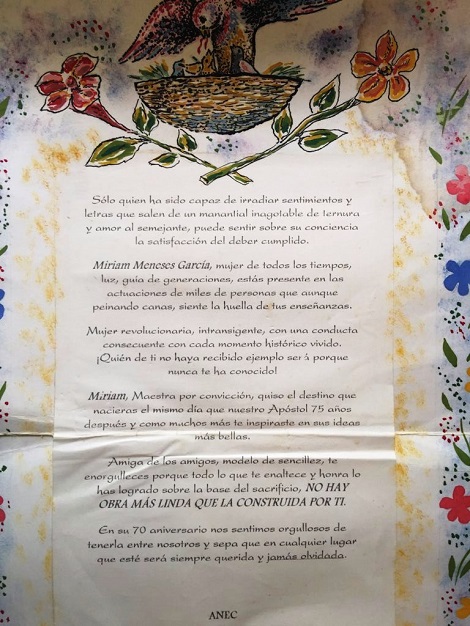 Sólo quien ha sido capaz de irradiar sentimientos y
letras que salen de un manantial inagotable de ternura
y amor al semejante, puede sentir sobre su conciencia
la satisfacción del deber cumplido.
Miriam Meneses García, mujer de todos los tiempos,
luz, guía de generaciones, estás presente en las
actuaciones de miles de personas que aunque
peinando canas, siente la huella de tus enseñanzas.
Mujer revolucionaria, intransigente, con una conducta
consecuente con cada momento histórico vivido.
¡Quién de ti no haya recibido ejemplo será porque
nunca te ha conocido!
Miriam, Maestra por convicción, quiso el destino que
nacieras el mismo día que nuestro Apóstol 75 años
después y como muchos más te inspiraste en sus ideas
más bellas.
Amiga de los amigos, modelo de sencillez, te
enorgulleces porque todo lo que te enaltece y honra lo
has logrado sobre la base del sacrificio, NO HAY
OBRA MÁS LINDA QUE LA CONSTRUIDA POR TI.
En su 70 aniversario nos sentimos orgullosos de
tenerla entre nosotros y sepa que en cualquier lugar
que esté será siempre querida y jamás olvidada.
ANEC